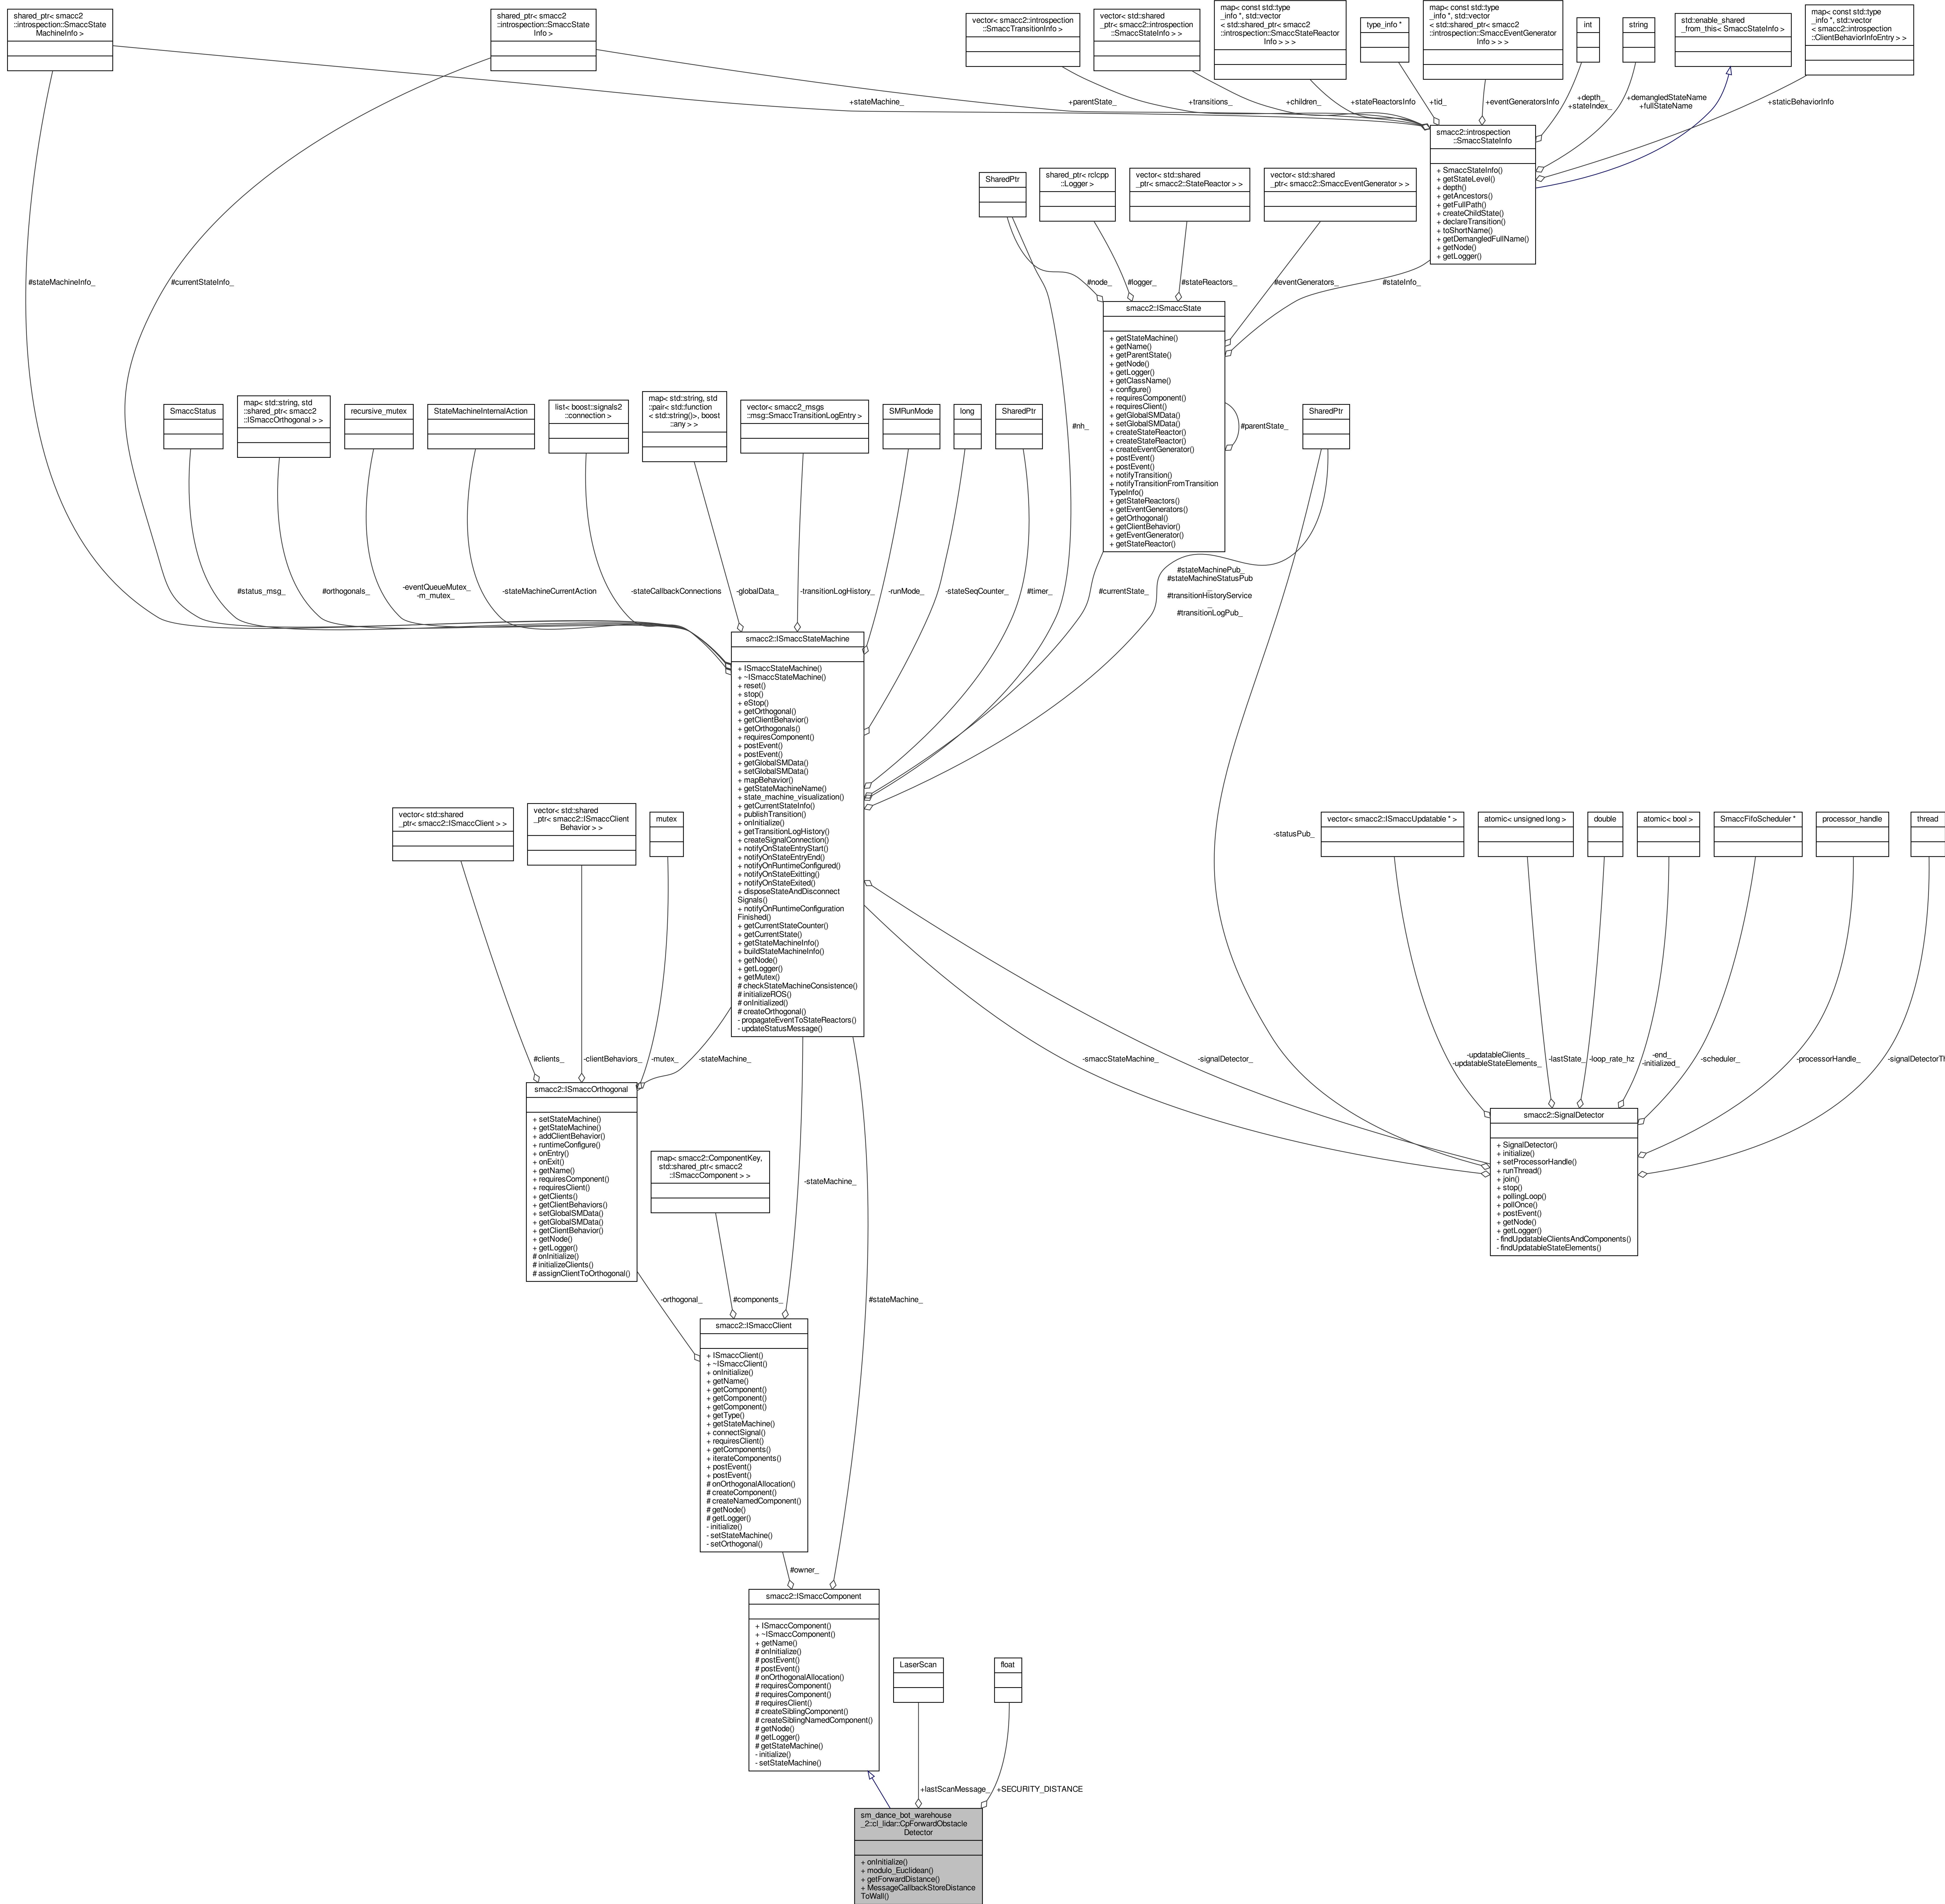 shared_ptr< smacc2
::introspection::SmaccState
MachineInfo >
shared_ptr< smacc2
::introspection::SmaccState
Info >
vector< smacc2::introspection
::SmaccTransitionInfo >
vector< std::shared
_ptr< smacc2::introspection
::SmaccStateInfo > >
map< const std::type
_info *, std::vector
< std::shared_ptr< smacc2
::introspection::SmaccStateReactor
Info > > >
type_info *
map< const std::type
_info *, std::vector
< std::shared_ptr< smacc2
::introspection::SmaccEventGenerator
Info > > >
int
string
std::enable_shared
_from_this< SmaccStateInfo >
map< const std::type
_info *, std::vector
< smacc2::introspection
::ClientBehaviorInfoEntry > >
+stateMachine_
+parentState_
+transitions_
+children_
+stateReactorsInfo
+tid_
+eventGeneratorsInfo
+depth_
+stateIndex_
+demangledStateName
+fullStateName
+staticBehaviorInfo
smacc2::introspection
::SmaccStateInfo
+ SmaccStateInfo()
+ getStateLevel()
+ depth()
+ getAncestors()
+ getFullPath()
+ createChildState()
+ declareTransition()
+ toShortName()
+ getDemangledFullName()
+ getNode()
+ getLogger()
SharedPtr
shared_ptr< rclcpp
::Logger >
vector< std::shared
_ptr< smacc2::StateReactor > >
vector< std::shared
_ptr< smacc2::SmaccEventGenerator > >
#stateMachineInfo_
#currentStateInfo_
#node_
#logger_
#stateReactors_
#eventGenerators_
#stateInfo_
smacc2::ISmaccState
+ getStateMachine()
+ getName()
+ getParentState()
+ getNode()
+ getLogger()
+ getClassName()
+ configure()
+ requiresComponent()
+ requiresClient()
+ getGlobalSMData()
+ setGlobalSMData()
+ createStateReactor()
+ createStateReactor()
+ createEventGenerator()
+ postEvent()
+ postEvent()
+ notifyTransition()
+ notifyTransitionFromTransition
TypeInfo()
+ getStateReactors()
+ getEventGenerators()
+ getOrthogonal()
+ getClientBehavior()
+ getEventGenerator()
+ getStateReactor()
#parentState_
SmaccStatus
map< std::string, std
::shared_ptr< smacc2
::ISmaccOrthogonal > >
recursive_mutex
StateMachineInternalAction
list< boost::signals2
::connection >
map< std::string, std
::pair< std::function
< std::string()>, boost
::any > >
vector< smacc2_msgs
::msg::SmaccTransitionLogEntry >
SMRunMode
long
SharedPtr
#nh_
SharedPtr
#status_msg_
#orthogonals_
-eventQueueMutex_
-m_mutex_
-stateMachineCurrentAction
-stateCallbackConnections
-globalData_
-transitionLogHistory_
-runMode_
-stateSeqCounter_
#timer_
#currentState_
#stateMachinePub_
#stateMachineStatusPub
_
#transitionHistoryService
_
#transitionLogPub_
smacc2::ISmaccStateMachine
+ ISmaccStateMachine()
+ ~ISmaccStateMachine()
+ reset()
+ stop()
+ eStop()
+ getOrthogonal()
+ getClientBehavior()
+ getOrthogonals()
+ requiresComponent()
+ postEvent()
+ postEvent()
+ getGlobalSMData()
+ setGlobalSMData()
+ mapBehavior()
+ getStateMachineName()
+ state_machine_visualization()
+ getCurrentStateInfo()
+ publishTransition()
+ onInitialize()
+ getTransitionLogHistory()
+ createSignalConnection()
+ notifyOnStateEntryStart()
+ notifyOnStateEntryEnd()
+ notifyOnRuntimeConfigured()
+ notifyOnStateExitting()
+ notifyOnStateExited()
+ disposeStateAndDisconnect
Signals()
+ notifyOnRuntimeConfiguration
Finished()
+ getCurrentStateCounter()
+ getCurrentState()
+ getStateMachineInfo()
+ buildStateMachineInfo()
+ getNode()
+ getLogger()
+ getMutex()
# checkStateMachineConsistence()
# initializeROS()
# onInitialized()
# createOrthogonal()
- propagateEventToStateReactors()
- updateStatusMessage()
vector< std::shared
_ptr< smacc2::ISmaccClient > >
vector< std::shared
_ptr< smacc2::ISmaccClient
Behavior > >
mutex
-statusPub_
vector< smacc2::ISmaccUpdatable * >
atomic< unsigned long >
double
atomic< bool >
SmaccFifoScheduler *
processor_handle
thread
#clients_
-clientBehaviors_
-mutex_
-stateMachine_
-smaccStateMachine_
-signalDetector_
-updatableClients_
-updatableStateElements_
-lastState_
-loop_rate_hz
-end_
-initialized_
-scheduler_
-processorHandle_
-signalDetectorTh
smacc2::ISmaccOrthogonal
+ setStateMachine()
+ getStateMachine()
+ addClientBehavior()
+ runtimeConfigure()
+ onEntry()
+ onExit()
+ getName()
+ requiresComponent()
+ requiresClient()
+ getClients()
+ getClientBehaviors()
+ setGlobalSMData()
+ getGlobalSMData()
+ getClientBehavior()
+ getNode()
+ getLogger()
# onInitialize()
# initializeClients()
# assignClientToOrthogonal()
smacc2::SignalDetector
+ SignalDetector()
+ initialize()
+ setProcessorHandle()
+ runThread()
+ join()
+ stop()
+ pollingLoop()
+ pollOnce()
+ postEvent()
+ getNode()
+ getLogger()
- findUpdatableClientsAndComponents()
- findUpdatableStateElements()
map< smacc2::ComponentKey,
std::shared_ptr< smacc2
::ISmaccComponent > >
-stateMachine_
-orthogonal_
#components_
#stateMachine_
smacc2::ISmaccClient
+ ISmaccClient()
+ ~ISmaccClient()
+ onInitialize()
+ getName()
+ getComponent()
+ getComponent()
+ getComponent()
+ getType()
+ getStateMachine()
+ connectSignal()
+ requiresClient()
+ getComponents()
+ iterateComponents()
+ postEvent()
+ postEvent()
# onOrthogonalAllocation()
# createComponent()
# createNamedComponent()
# getNode()
# getLogger()
- initialize()
- setStateMachine()
- setOrthogonal()
#owner_
smacc2::ISmaccComponent
+ ISmaccComponent()
+ ~ISmaccComponent()
+ getName()
# onInitialize()
# postEvent()
# postEvent()
# onOrthogonalAllocation()
# requiresComponent()
# requiresComponent()
# requiresClient()
# createSiblingComponent()
# createSiblingNamedComponent()
# getNode()
# getLogger()
# getStateMachine()
- initialize()
- setStateMachine()
LaserScan
float
+lastScanMessage_
+SECURITY_DISTANCE
sm_dance_bot_warehouse
_2::cl_lidar::CpForwardObstacle
Detector
+ onInitialize()
+ modulo_Euclidean()
+ getForwardDistance()
+ MessageCallbackStoreDistance
ToWall()